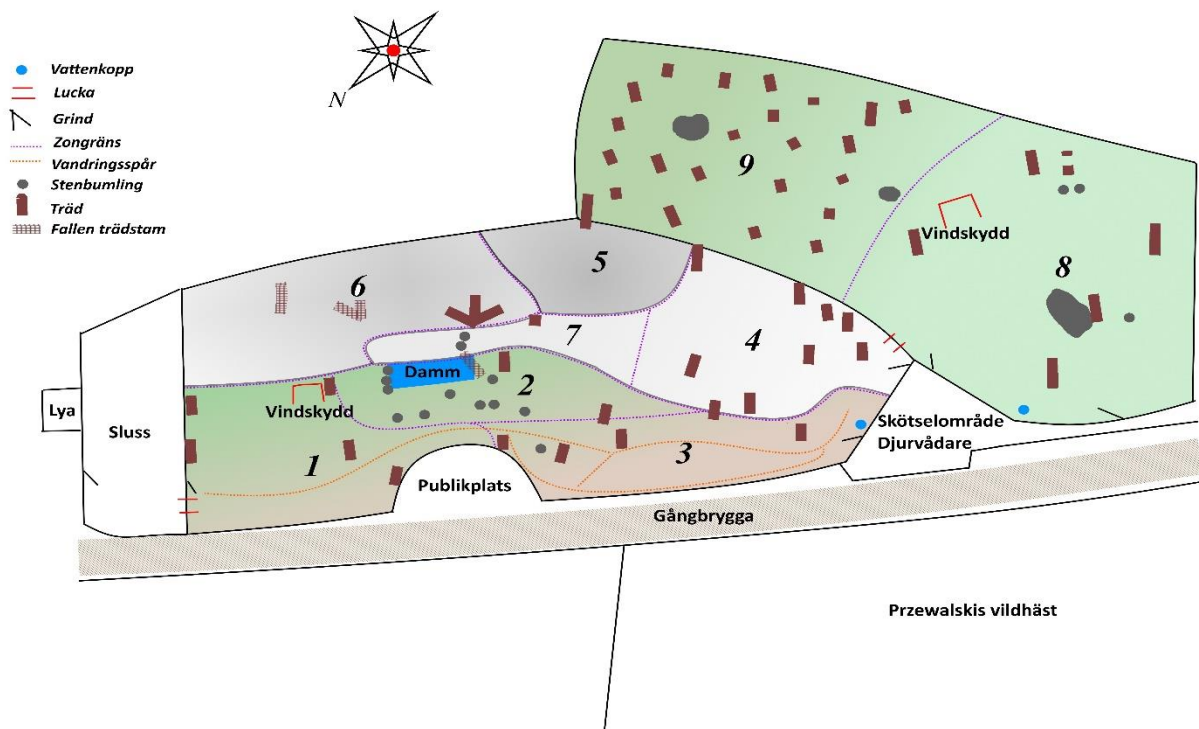 N
Vattenkopp
Lucka
Grind
Zongräns
Vandringsspår
Stenbumling
Träd
Fallen trädstam
9
Vindskydd
8
5
6
7
4
Damm
2
Lya
Vindskydd
Sluss
Skötselområde
Djurvådare
1
3
Publikplats
Gångbrygga
Przewalskis vildhäst